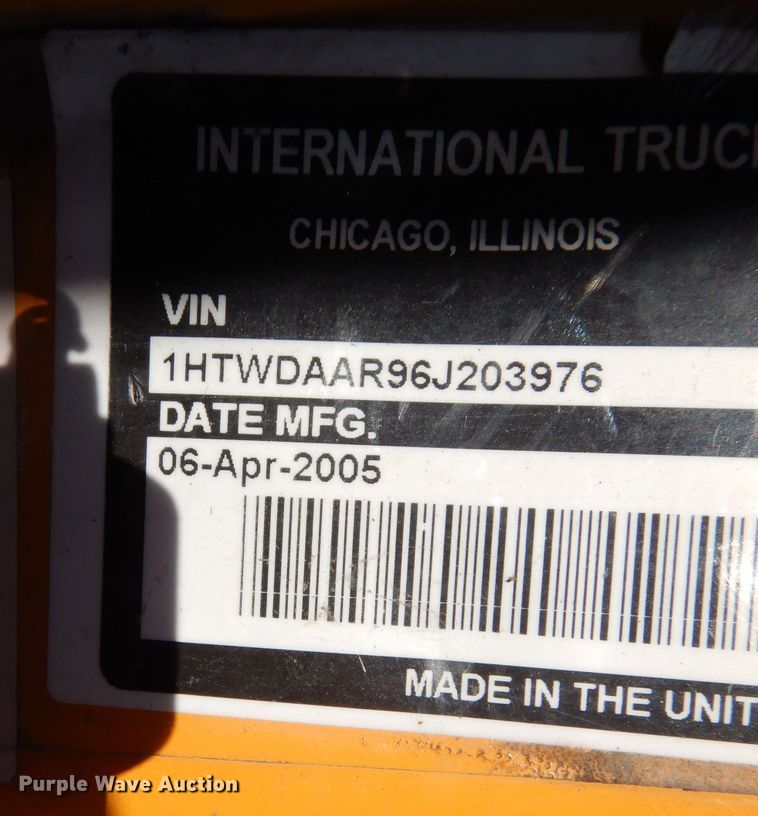 INTERNATIONAL TRUC
CHICAGO, ILLINOIS
VIN
1HTWDAAR96J203976
DATE MFG.
06-Apr-2005
MADE IN THE UNIT
Purple Wave Auction